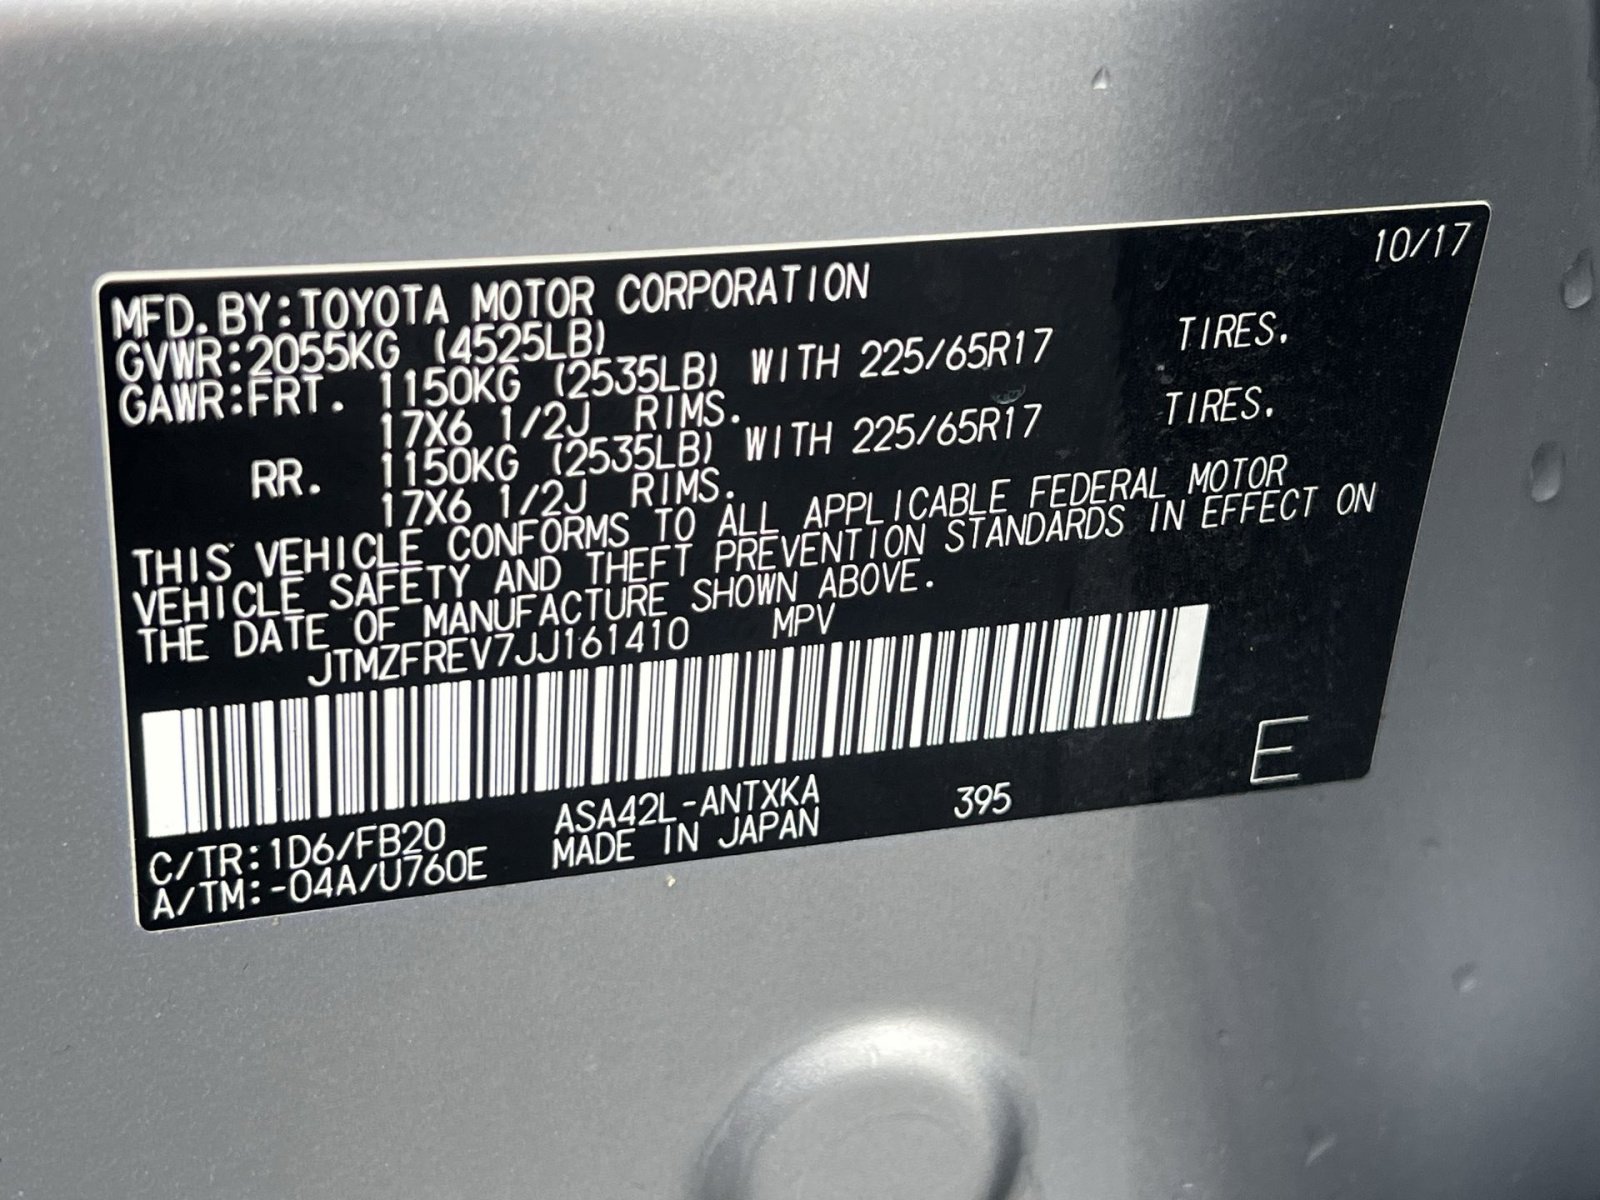 10/17
MFD. BY: TOYOTA MOTOR CORPORATION
GVWR: 2055KG (4525LB)
GAWR: FRT. 1150KG (2535LB) WITH 225/65R17 TIRES.
17X6 1/2J RIMS.
RR. 1150KG (2535LB) WITH 225/65R17 TIRES.
17X6 1/2J RIMS.
THIS VEHICLE CONFORMS TO ALL APPLICABLE FEDERAL MOTOR
VEHICLE SAFETY AND THEFT PREVENTION STANDARDS IN EFFECT ON
THE DATE OF MANUFACTURE SHOWN ABOVE.
JTMZFREV7JJ161410 MPV
E
C/TR: 1D6/FB20 ASA42L-ANTXKA 395
A/TM: -04A/U760E MADE IN JAPAN